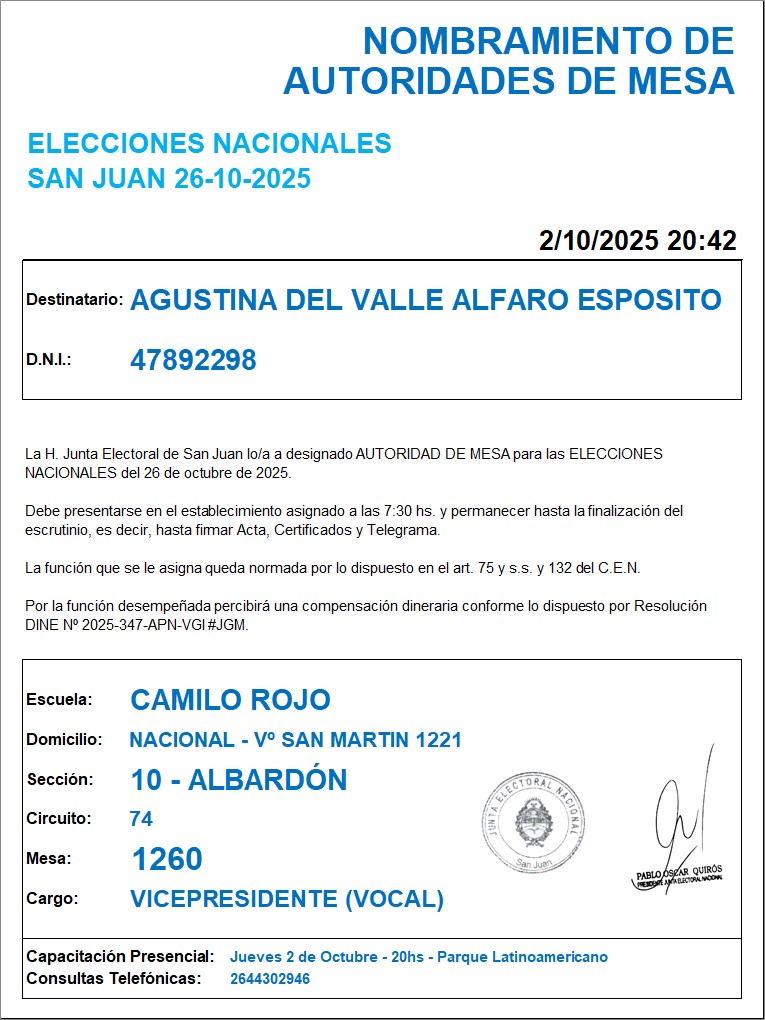 NOMBRAMIENTO DE
AUTORIDADES DE MESA
ELECCIONES NACIONALES
SAN JUAN 26-10-2025
2/10/2025 20:42
Destinatario: AGUSTINA DEL VALLE ALFARO ESPOSITO
D.N.I.: 47892298
La H. Junta Electoral de San Juan lo/a a designado AUTORIDAD DE MESA para las ELECCIONES
NACIONALES del 26 de octubre de 2025.
Debe presentarse en el establecimiento asignado a las 7:30 hs. y permanecer hasta la finalización del
escrutinio, es decir, hasta firmar Acta, Certificados y Telegrama.
La función que se le asigna queda normada por lo dispuesto en el art. 75 y s.s. y 132 del C.E.N.
Por la función desempeñada percibirá una compensación dineraria conforme lo dispuesto por Resolución
DINE Nº 2025-347-APN-VGI#JGM.
Escuela: CAMILO ROJO
Domicilio: NACIONAL - Vº SAN MARTIN 1221
Sección: 10 - ALBARDÓN
Circuito: 74
Mesa: 1260
Cargo: VICEPRESIDENTE (VOCAL)
JUNTA ELECTORAL NACIONAL
San Juan
PABLO OSCAR QUIRÓS
PRESIDENTE JUNTA ELECTORAL NACIONAL
Capacitación Presencial: Jueves 2 de Octubre - 20hs - Parque Latinoamericano
Consultas Telefónicas: 2644302946